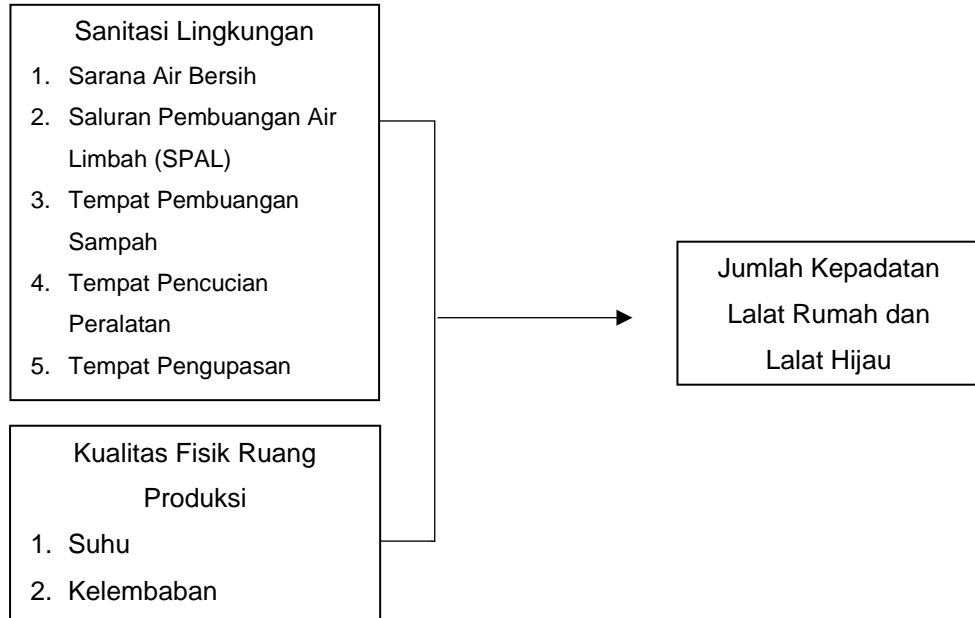 Sanitasi Lingkungan
1. Sarana Air Bersih
2. Saluran Pembuangan Air
Limbah (SPAL)
3. Tempat Pembuangan
Sampah
4. Tempat Pencucian
Peralatan
5. Tempat Pengupasan
Kualitas Fisik Ruang
Produksi
1. Suhu
2. Kelembaban
Jumlah Kepadatan
Lalat Rumah dan
Lalat Hijau